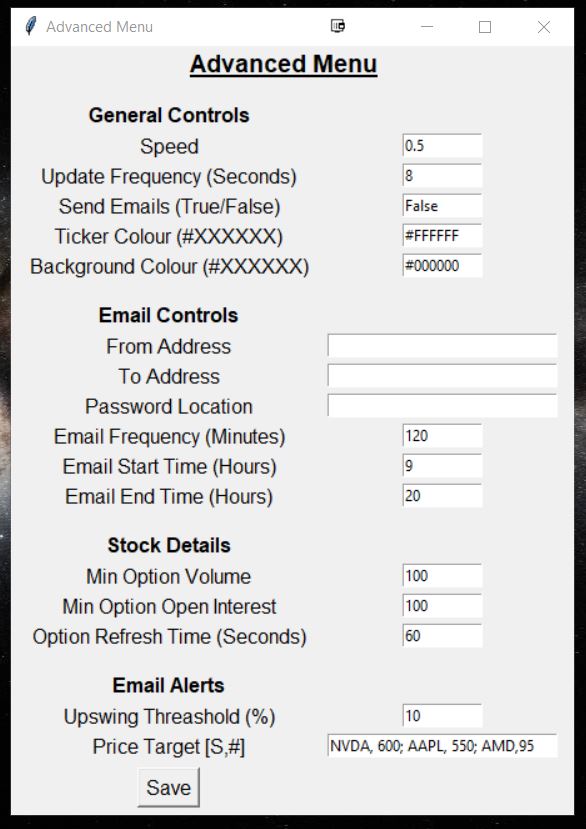 Advanced Menu
Advanced Menu
General Controls
Speed 0.5
Update Frequency (Seconds) 8
Send Emails (True/False) False
Ticker Colour (#XXXXXX) #FFFFFF
Background Colour (#XXXXXX) #000000
Email Controls
From Address
To Address
Password Location
Email Frequency (Minutes) 120
Email Start Time (Hours) 9
Email End Time (Hours) 20
Stock Details
Min Option Volume 100
Min Option Open Interest 100
Option Refresh Time (Seconds) 60
Email Alerts
Upswing Threashold (%) 10
Price Target [S,#] NVDA, 600; AAPL, 550; AMD,95
Save